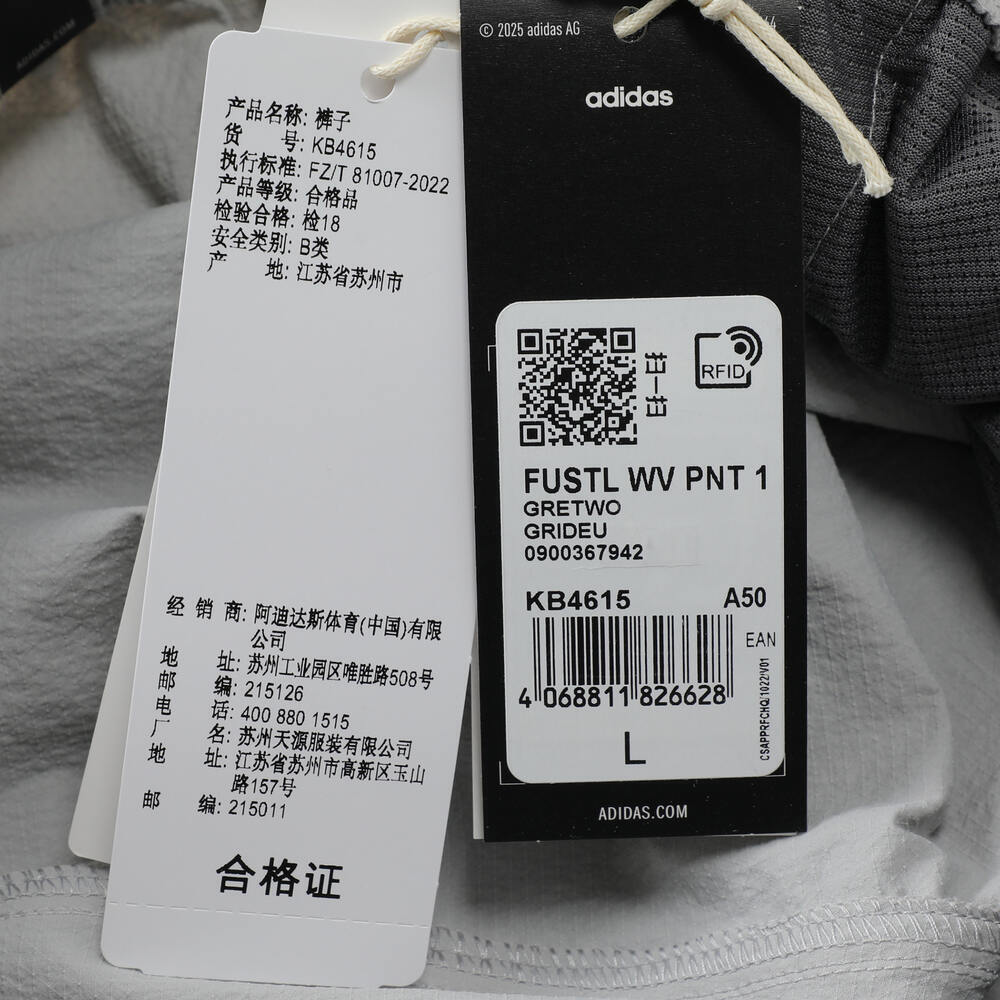 产品名称: 裤子
货 号: KB4615
执行标准: FZ/T 81007-2022
产品等级: 合格品
检验合格: 检18
安全类别: B类
产 地: 江苏省苏州市
经 销 商: 阿迪达斯体育(中国)有限
公司
地 址: 苏州工业园区唯胜路508号
邮 编: 215126
电 话: 400 880 1515
厂 名: 苏州天源服装有限公司
地 址: 江苏省苏州市高新区玉山
路157号
邮 编: 215011
合格证
© 2025 adidas AG
adidas
扫一扫
RFID
FUSTL WV PNT 1
GRETWO
GRIDEU
0900367942
KB4615 A50
EAN
4 068811 826628
CSAPPRFCHQ/1022/V01
L
ADIDAS.COM
ADIDAS.COM